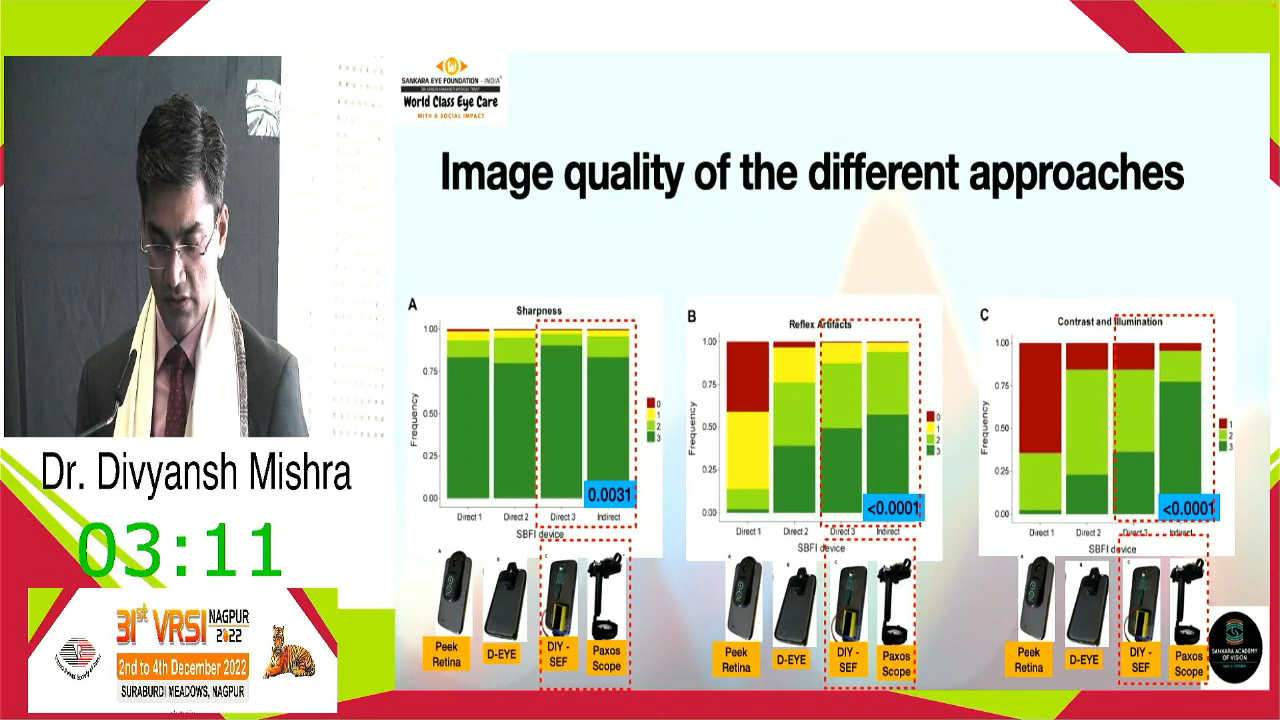 SANKARA EYE FOUNDATION - INDIA
World Class Eye Care
WITH A SOCIAL IMPACT
Image quality of the different approaches
A
Sharpness
Frequency
1.00
0.75
0.50
0.25
0.00
0
1
2
3
0.0031
Direct 1
Direct 2
Direct 3
Indirect
SBFI device
B
Reflex Artifacts
Frequency
1.00
0.75
0.50
0.25
0.00
0
1
2
3
<0.0001
Direct 1
Direct 2
Direct 3
Indirect
SBFI device
C
Contrast and Illumination
Frequency
1.00
0.75
0.50
0.25
0.00
1
2
3
<0.0001
Direct 1
Direct 2
Direct 3
Indirect
SBFI device
A
B
C
Peek
Retina
D-EYE
DIY -
SEF
Paxos
Scope
A
B
C
Peek
Retina
D-EYE
DIY -
SEF
Paxos
Scope
A
B
C
Peek
Retina
D-EYE
DIY -
SEF
Paxos
Scope
SANKARA ACADEMY
OF VISION
Dr. Divyansh Mishra
03:11
31st VRSI NAGPUR
2022
2nd to 4th December 2022
SURABURDI MEADOWS, NAGPUR